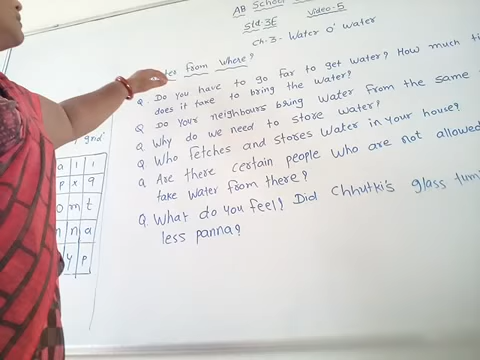 AB School
Std. 3E Video-5
Ch-3- Water O' Water
from where?
Q. Do you have to go far to get water? How much
does it take to bring the water?
Q Do your neighbours bring water from the same
Q. Why do we need to store water?
Q Who fetches and stores water in your house?
Q Are there certain people who are not allowed
take water from there?
Q. What do you feel? Did Chhutki's glass
less panna?
a l l
p x q
o m t
n n a
y p